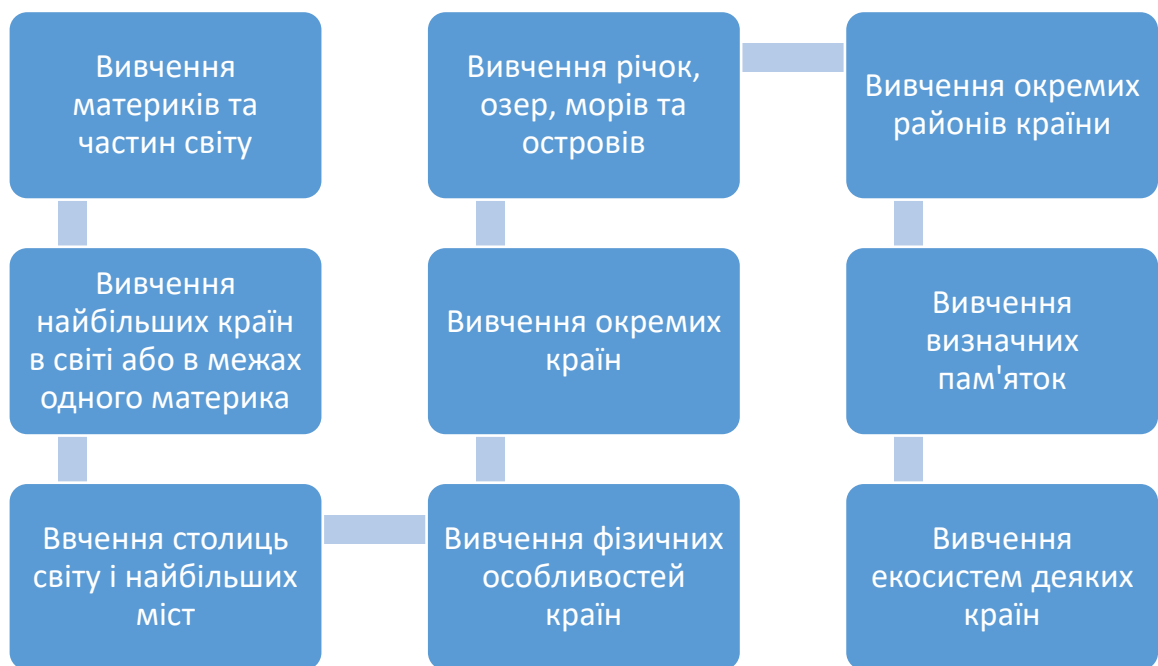 Вивчення
материків та
частин світу
Вивчення
найбільших країн
в світі або в межах
одного материка
Ввчення столиць
світу і найбільших
міст
Вивчення фізичних
особливостей
країн
Вивчення окремих
країн
Вивчення річок,
озер, морів та
островів
Вивчення окремих
районів країни
Вивчення
визначних
пам'яток
Вивчення
екосистем деяких
країн